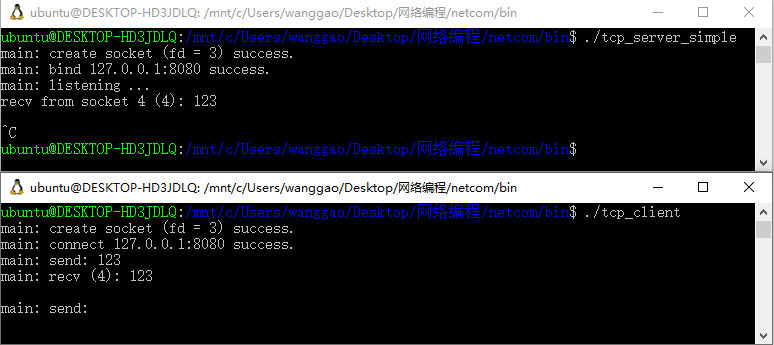 ubuntu@DESKTOP-HD3JDLQ: /mnt/c/Users/wanggao/Desktop/网络编程/netcom/bin
ubuntu@DESKTOP-HD3JDLQ:/mnt/c/Users/wanggao/Desktop/网络编程/netcom/bin$ ./tcp_server_simple
main: create socket (fd = 3) success.
main: bind 127.0.0.1:8080 success.
main: listening ...
recv from socket 4 (4): 123
^C
ubuntu@DESKTOP-HD3JDLQ:/mnt/c/Users/wanggao/Desktop/网络编程/netcom/bin$
ubuntu@DESKTOP-HD3JDLQ: /mnt/c/Users/wanggao/Desktop/网络编程/netcom/bin
ubuntu@DESKTOP-HD3JDLQ:/mnt/c/Users/wanggao/Desktop/网络编程/netcom/bin$ ./tcp_client
main: create socket (fd = 3) success.
main: connect 127.0.0.1:8080 success.
main: send: 123
main: recv (4): 123
main: send: